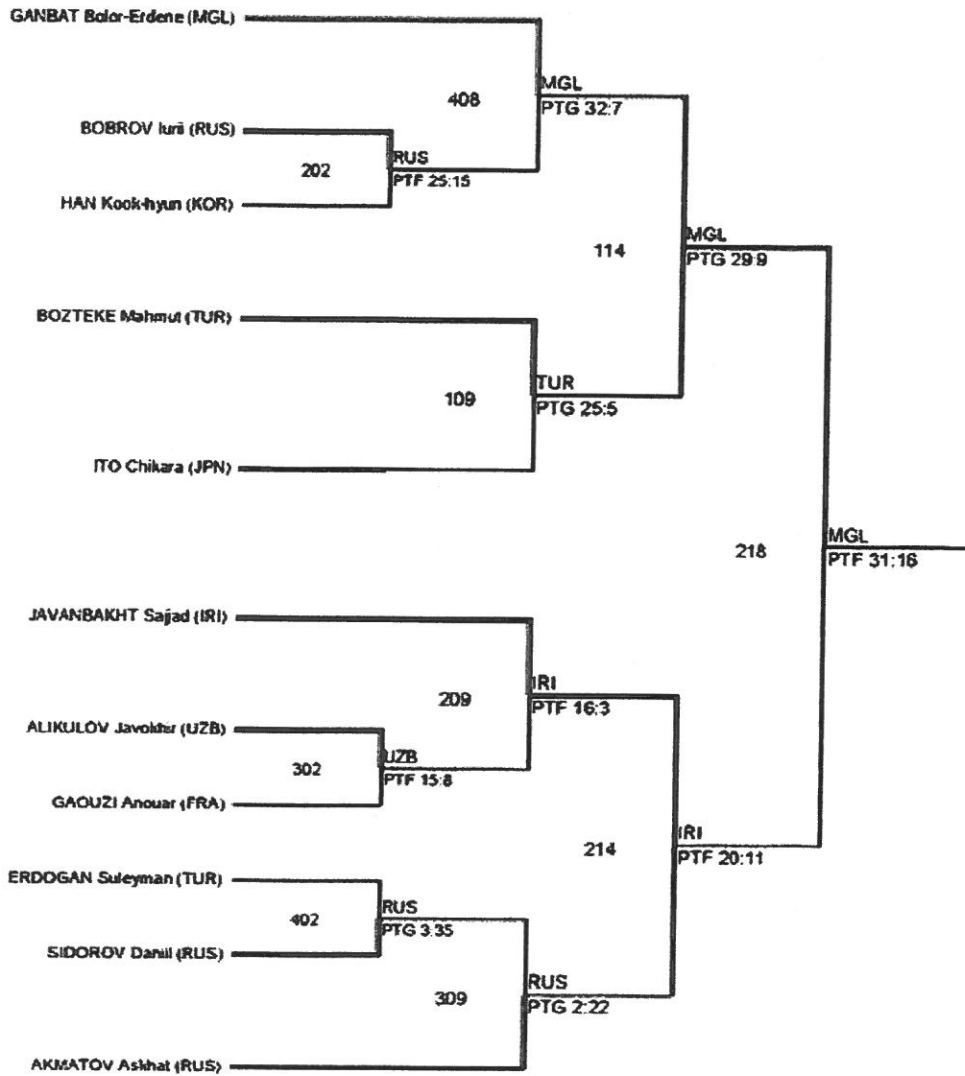 GANBAT Bolor-Erdene (MGL)
MGL
408
PTG 32:7
BOBROV Iurii (RUS)
RUS
202
PTF 25:15
HAN Kook-hyun (KOR)
MGL
114
PTG 29:9
BOZTEKE Mahmut (TUR)
TUR
109
PTG 25:5
ITO Chikara (JPN)
MGL
218
PTF 31:16
JAVANBAKHT Sajjad (IRI)
IRI
209
PTF 16:3
ALIKULOV Javokhir (UZB)
UZB
302
PTF 15:8
GAOUZI Anouar (FRA)
IRI
214
PTF 20:11
ERDOGAN Suleyman (TUR)
RUS
402
PTG 3:35
SIDOROV Daniil (RUS)
RUS
309
PTG 2:22
AKMATOV Askhat (RUS)